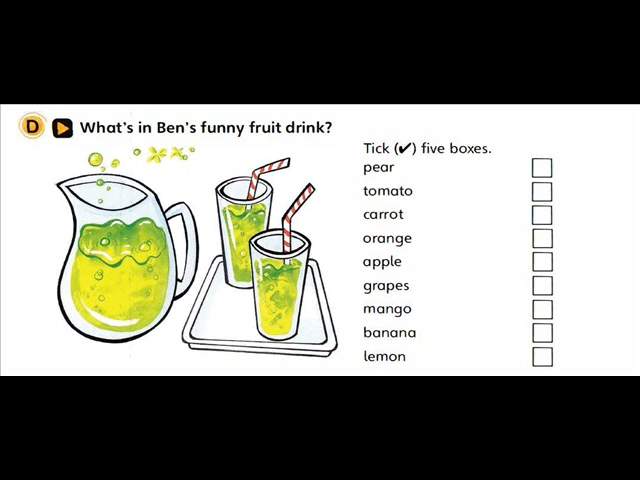 D What's in Ben's funny fruit drink?
Tick (✔) five boxes.
pear
tomato
carrot
orange
apple
grapes
mango
banana
lemon